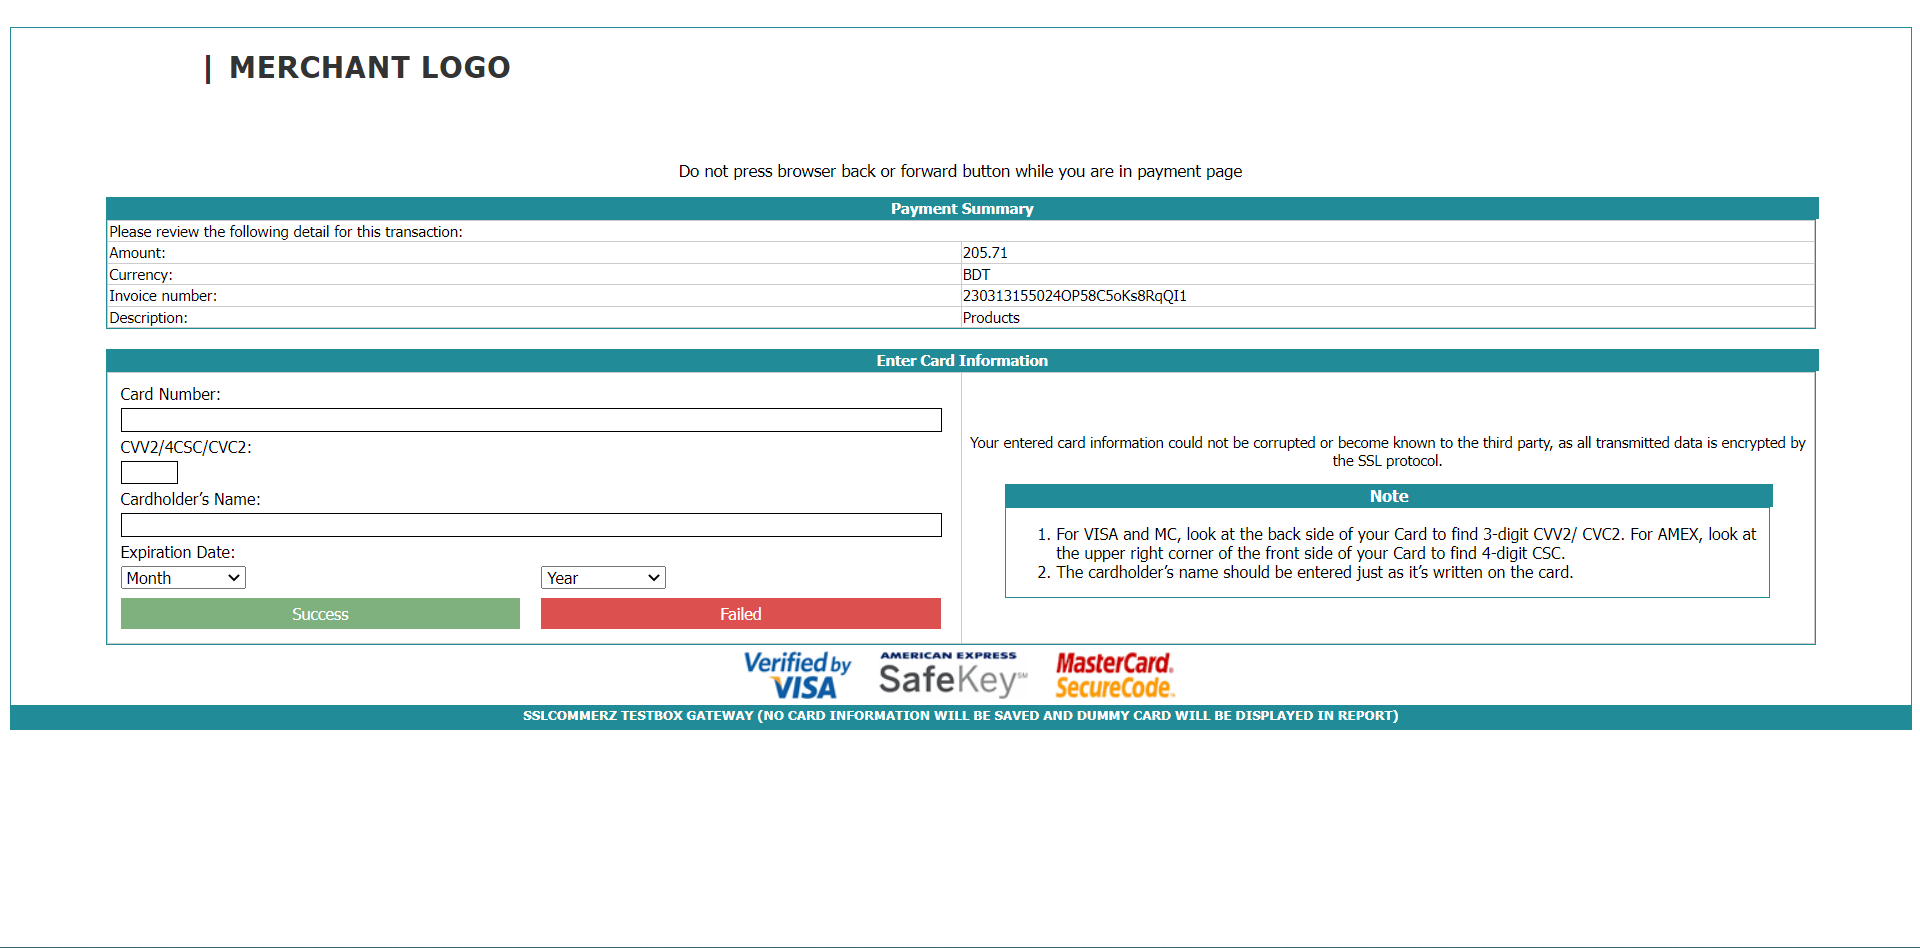 | MERCHANT LOGO
Do not press browser back or forward button while you are in payment page
Payment Summary
Please review the following detail for this transaction:
Amount: 205.71
Currency: BDT
Invoice number: 230313155024OP58C5oKs8RqQI1
Description: Products
Enter Card Information
Card Number:
CVV2/4CSC/CVC2:
Cardholder’s Name:
Expiration Date:
Month Year
Success Failed
Your entered card information could not be corrupted or become known to the third party, as all transmitted data is encrypted by
the SSL protocol.
Note
1. For VISA and MC, look at the back side of your Card to find 3-digit CVV2/ CVC2. For AMEX, look at
the upper right corner of the front side of your Card to find 4-digit CSC.
2. The cardholder’s name should be entered just as it’s written on the card.
Verified by
VISA
AMERICAN EXPRESS
SafeKey℠
MasterCard.
SecureCode.
SSLCOMMERZ TESTBOX GATEWAY (NO CARD INFORMATION WILL BE SAVED AND DUMMY CARD WILL BE DISPLAYED IN REPORT)